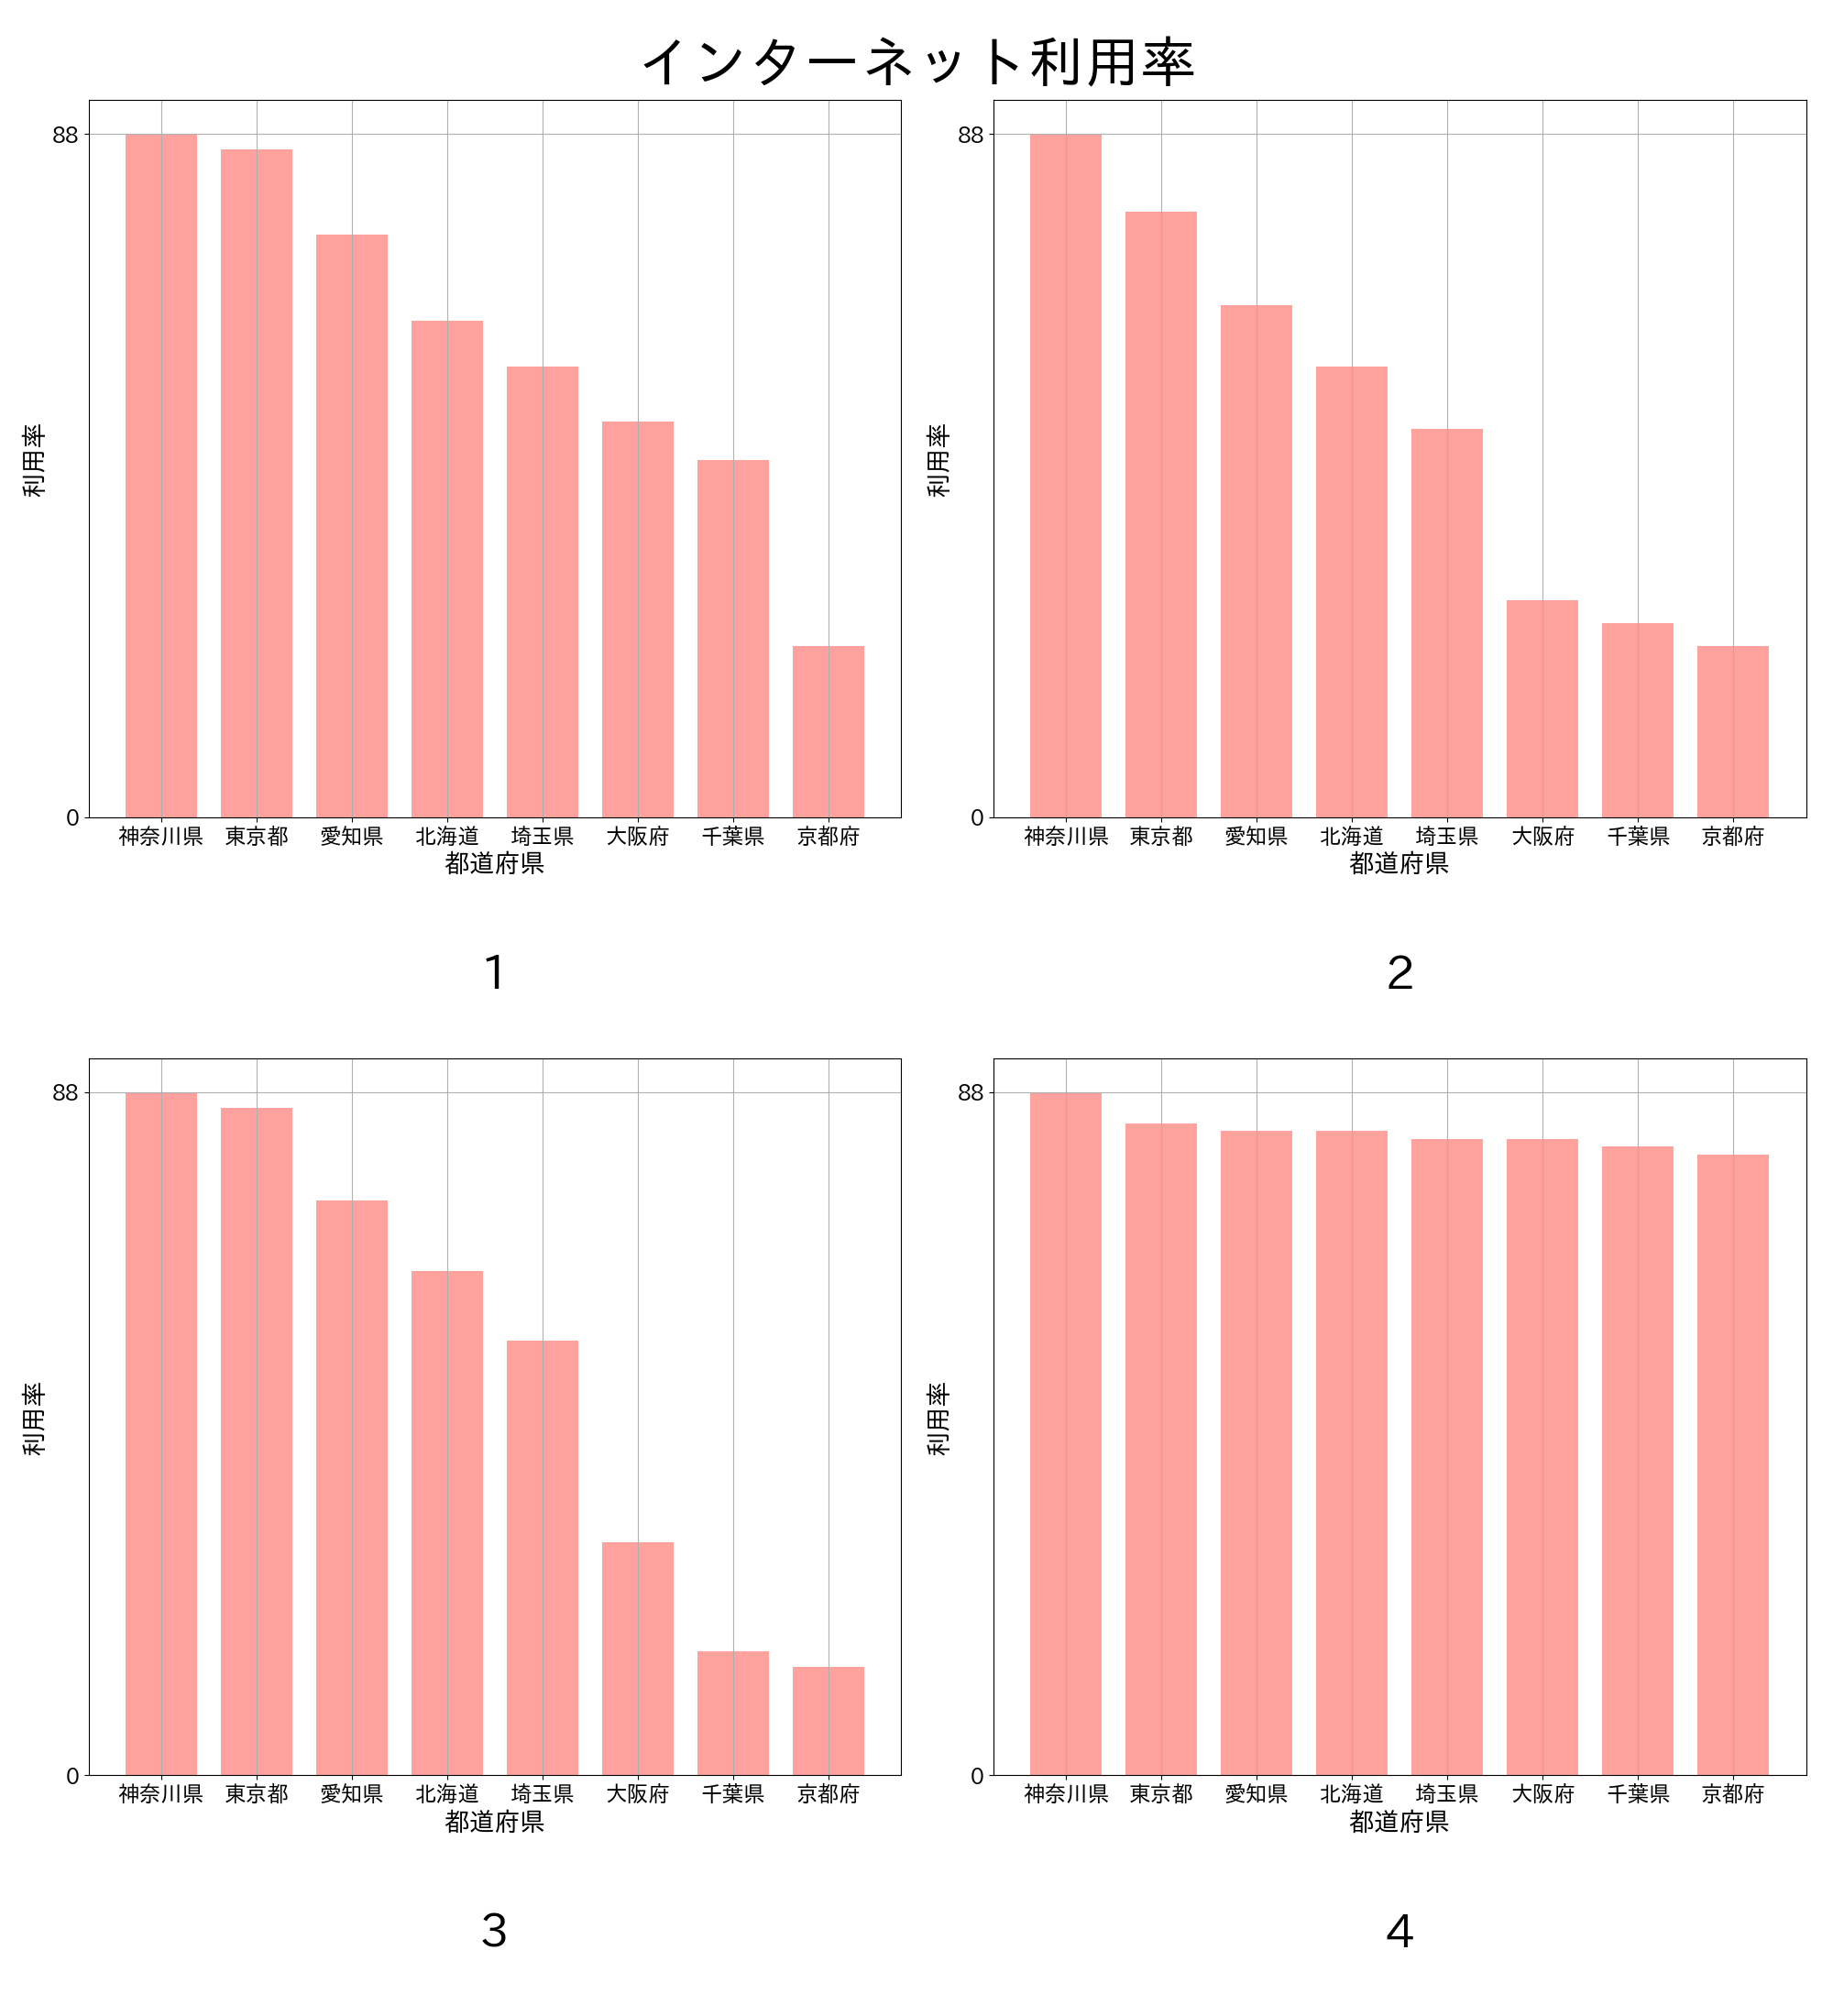 インターネット利用率
88
0
利用率
神奈川県 東京都 愛知県 北海道 埼玉県 大阪府 千葉県 京都府
都道府県
1
88
0
利用率
神奈川県 東京都 愛知県 北海道 埼玉県 大阪府 千葉県 京都府
都道府県
2
88
0
利用率
神奈川県 東京都 愛知県 北海道 埼玉県 大阪府 千葉県 京都府
都道府県
3
88
0
利用率
神奈川県 東京都 愛知県 北海道 埼玉県 大阪府 千葉県 京都府
都道府県
4